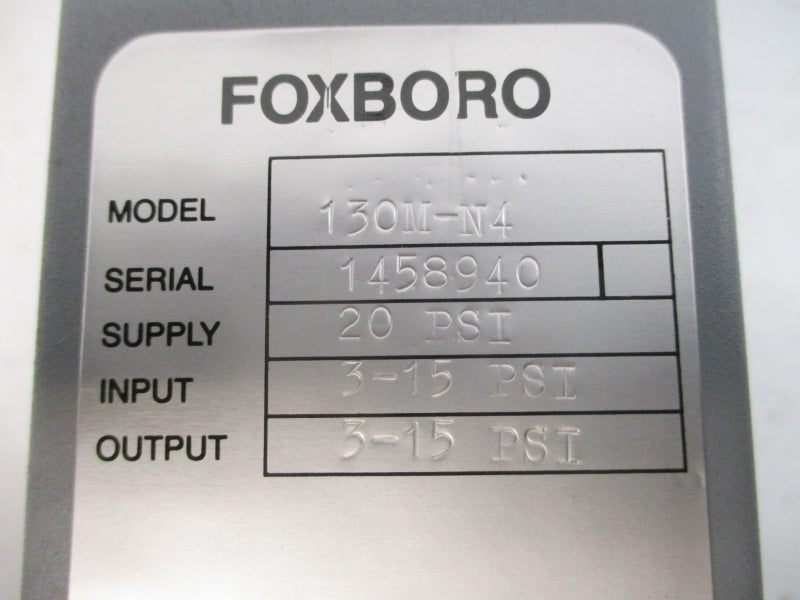 FOXBORO
MODEL 130M-N4
SERIAL 1458940
SUPPLY 20 PSI
INPUT 3-15 PSI
OUTPUT 3-15 PSI